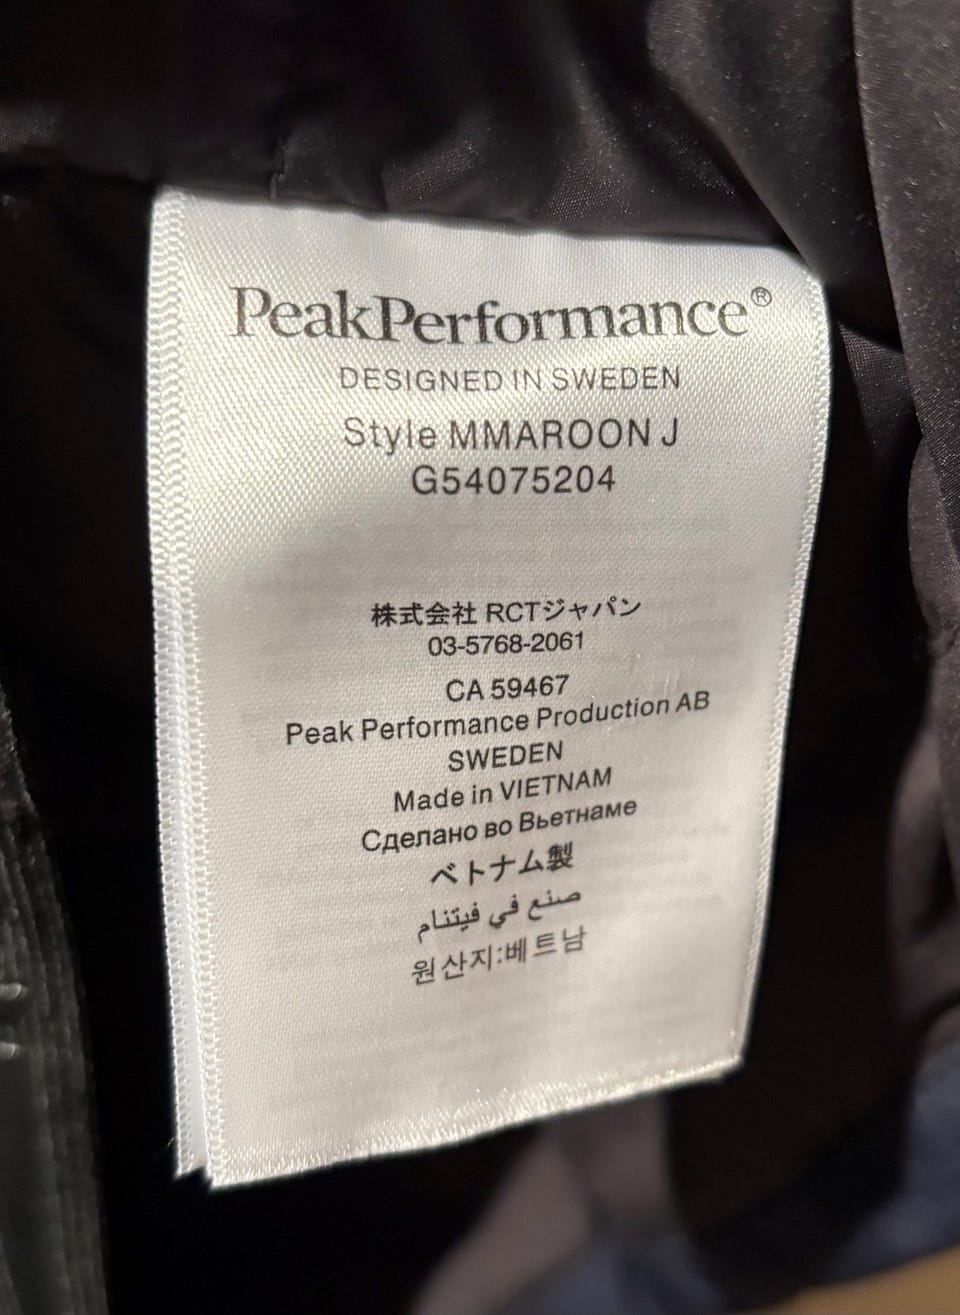 PeakPerformance®
DESIGNED IN SWEDEN
Style MMAROON J
G54075204
株式会社 RCTジャパン
03-5768-2061
CA 59467
Peak Performance Production AB
SWEDEN
Made in VIETNAM
Сделано во Вьетнаме
ベトナム製
صنع في فيتنام
원산지:베트남